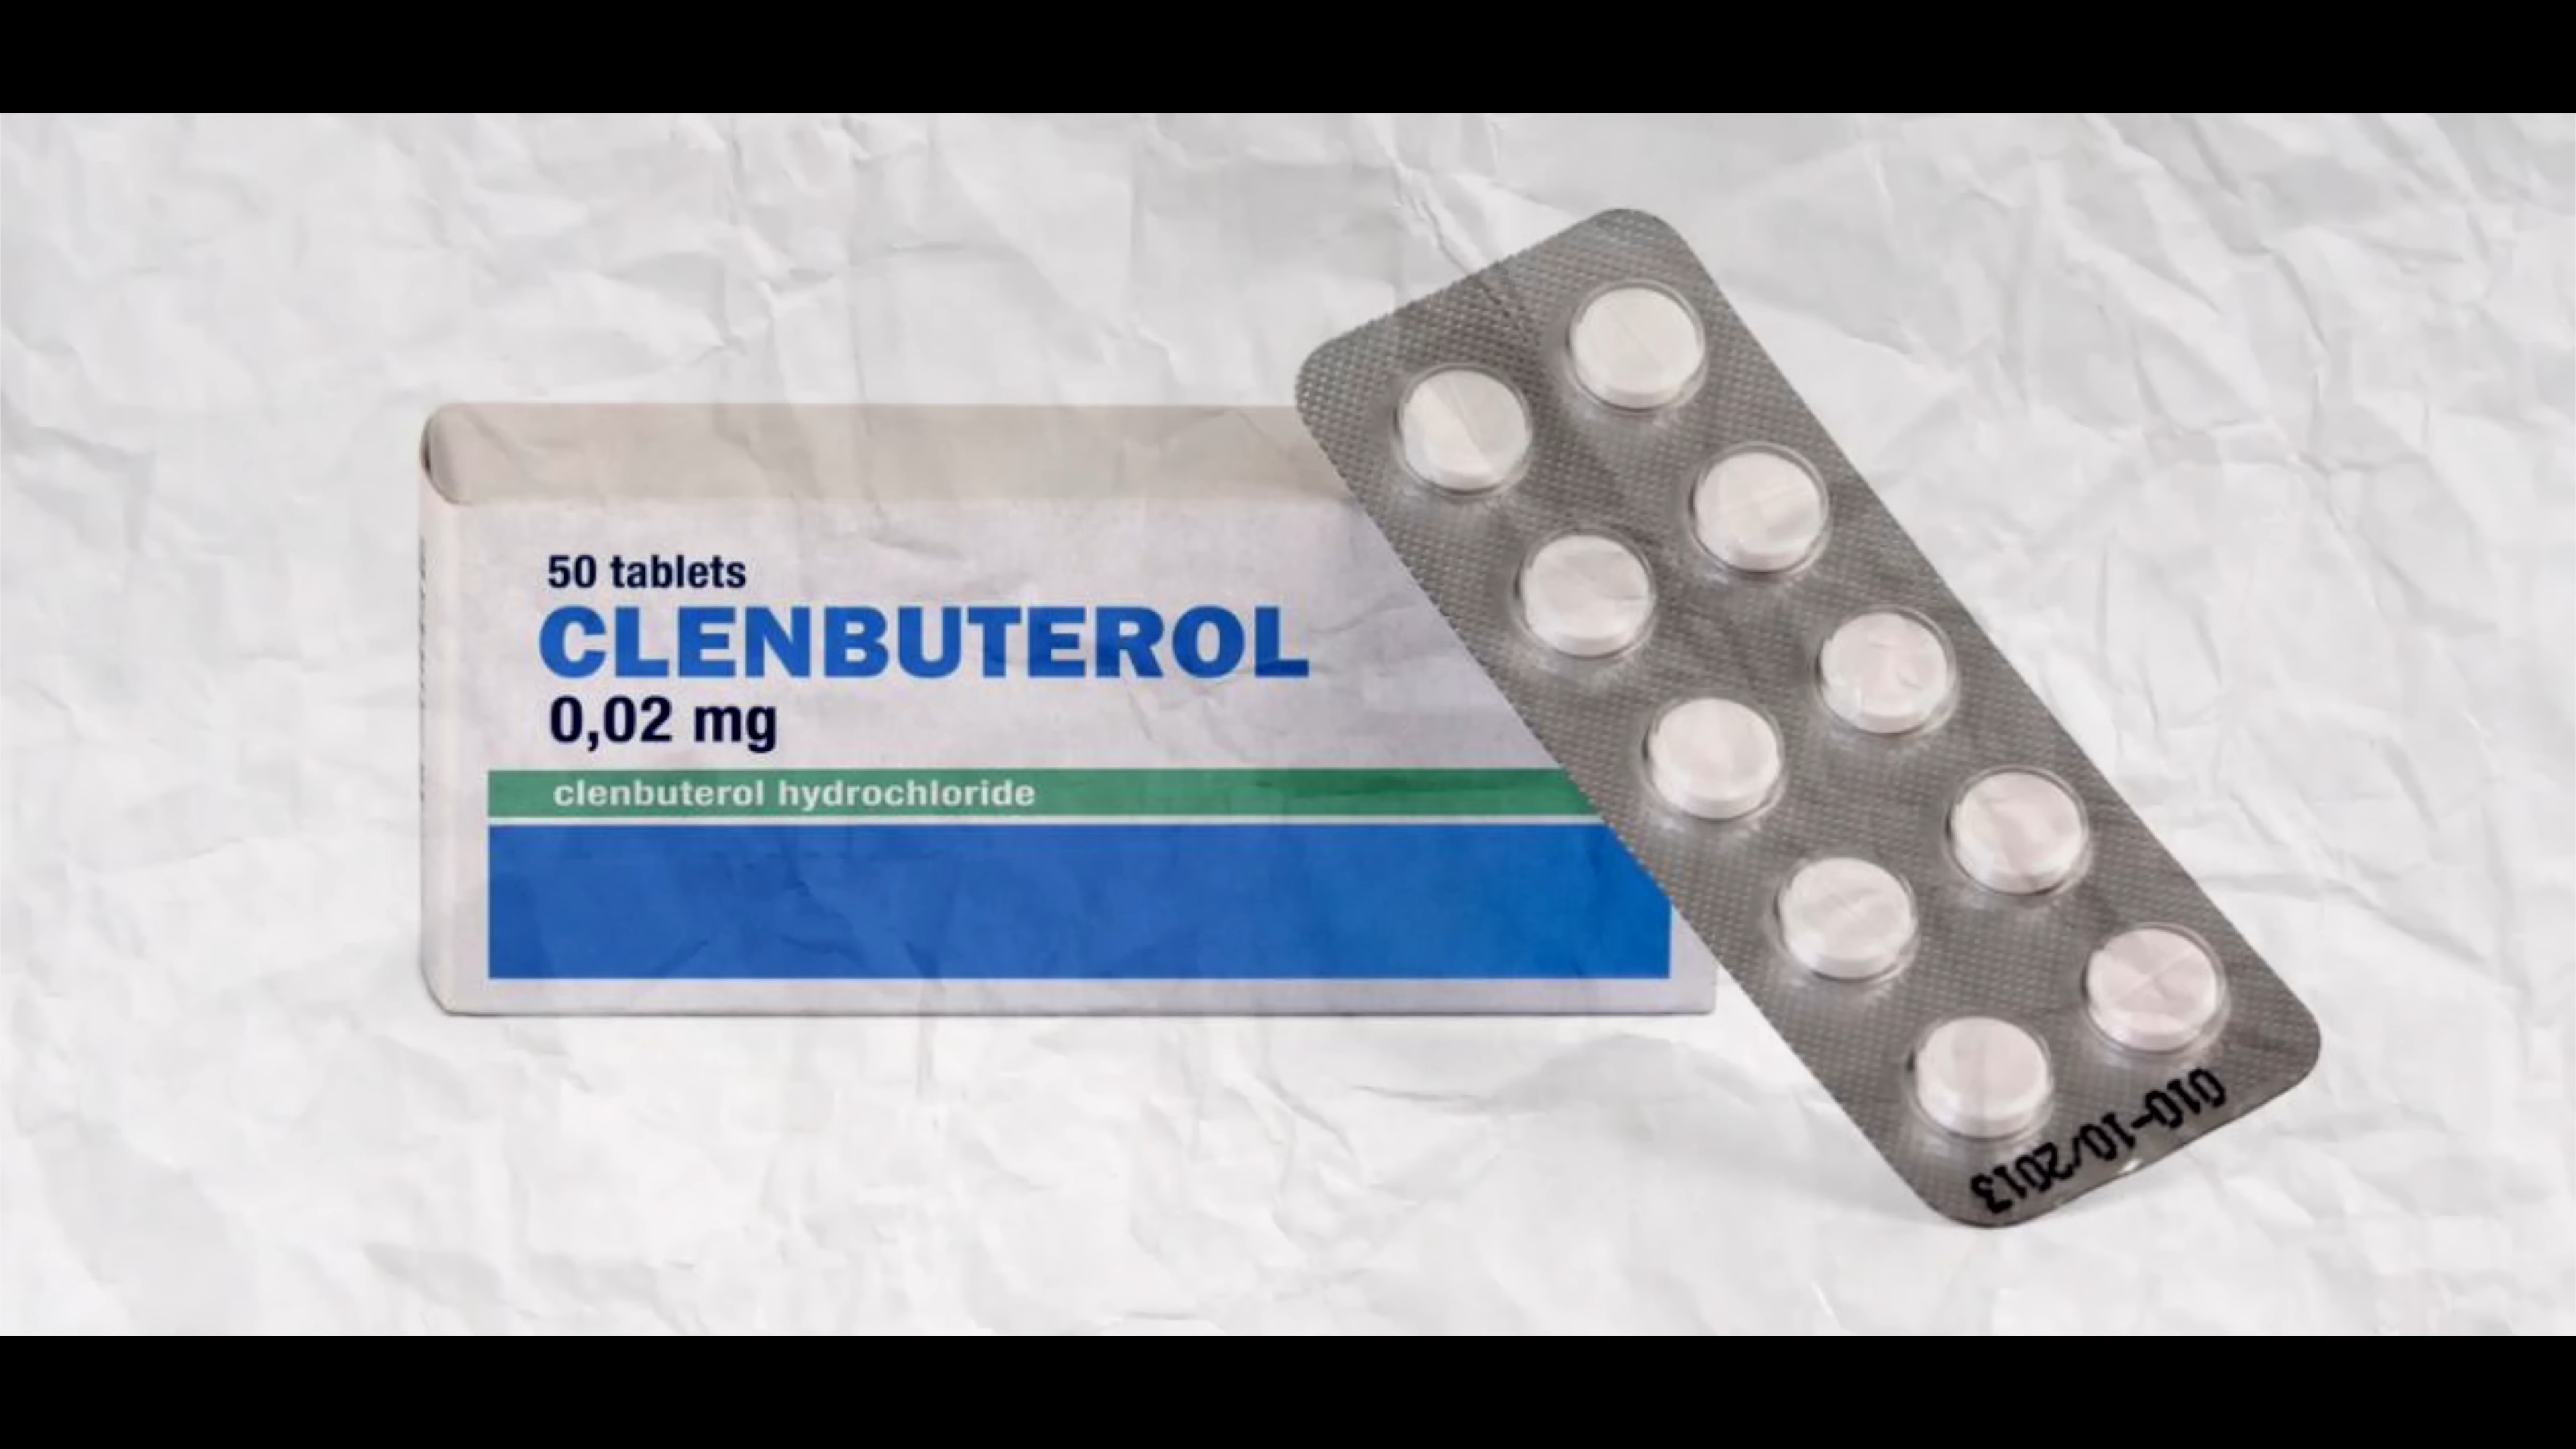 50 tablets
CLENBUTEROL
0,02 mg
clenbuterol hydrochloride
010-10/2013